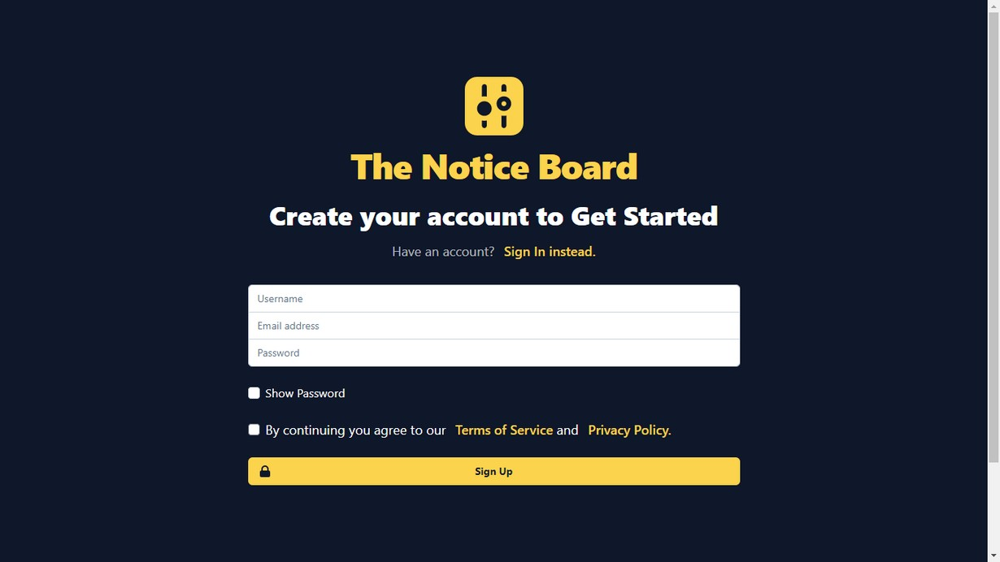 The Notice Board
Create your account to Get Started
Have an account? Sign In instead.
Username
Email address
Password
Show Password
By continuing you agree to our Terms of Service and Privacy Policy.
Sign Up